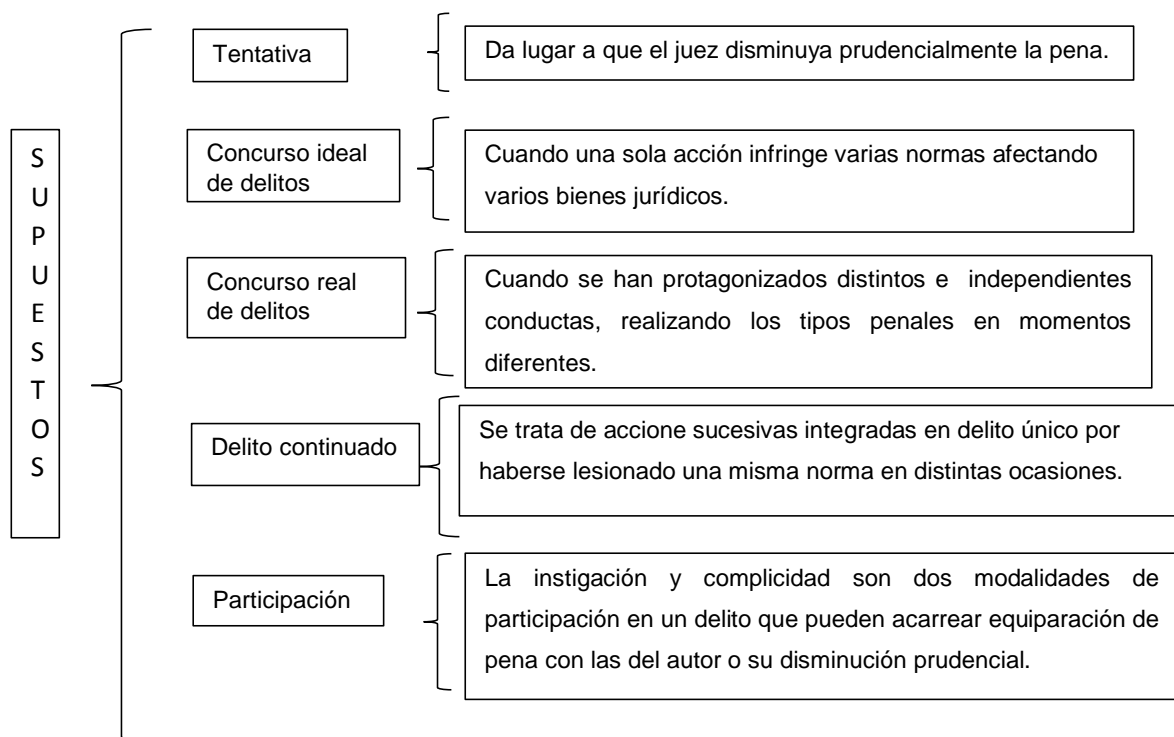 SUPUESTOS
Tentativa
Da lugar a que el juez disminuya prudencialmente la pena.
Concurso ideal
de delitos
Cuando una sola acción infringe varias normas afectando
varios bienes jurídicos.
Concurso real
de delitos
Cuando se han protagonizados distintos e independientes
conductas, realizando los tipos penales en momentos
diferentes.
Delito continuado
Se trata de accione sucesivas integradas en delito único por
haberse lesionado una misma norma en distintas ocasiones.
Participación
La instigación y complicidad son dos modalidades de
participación en un delito que pueden acarrear equiparación de
pena con las del autor o su disminución prudencial.